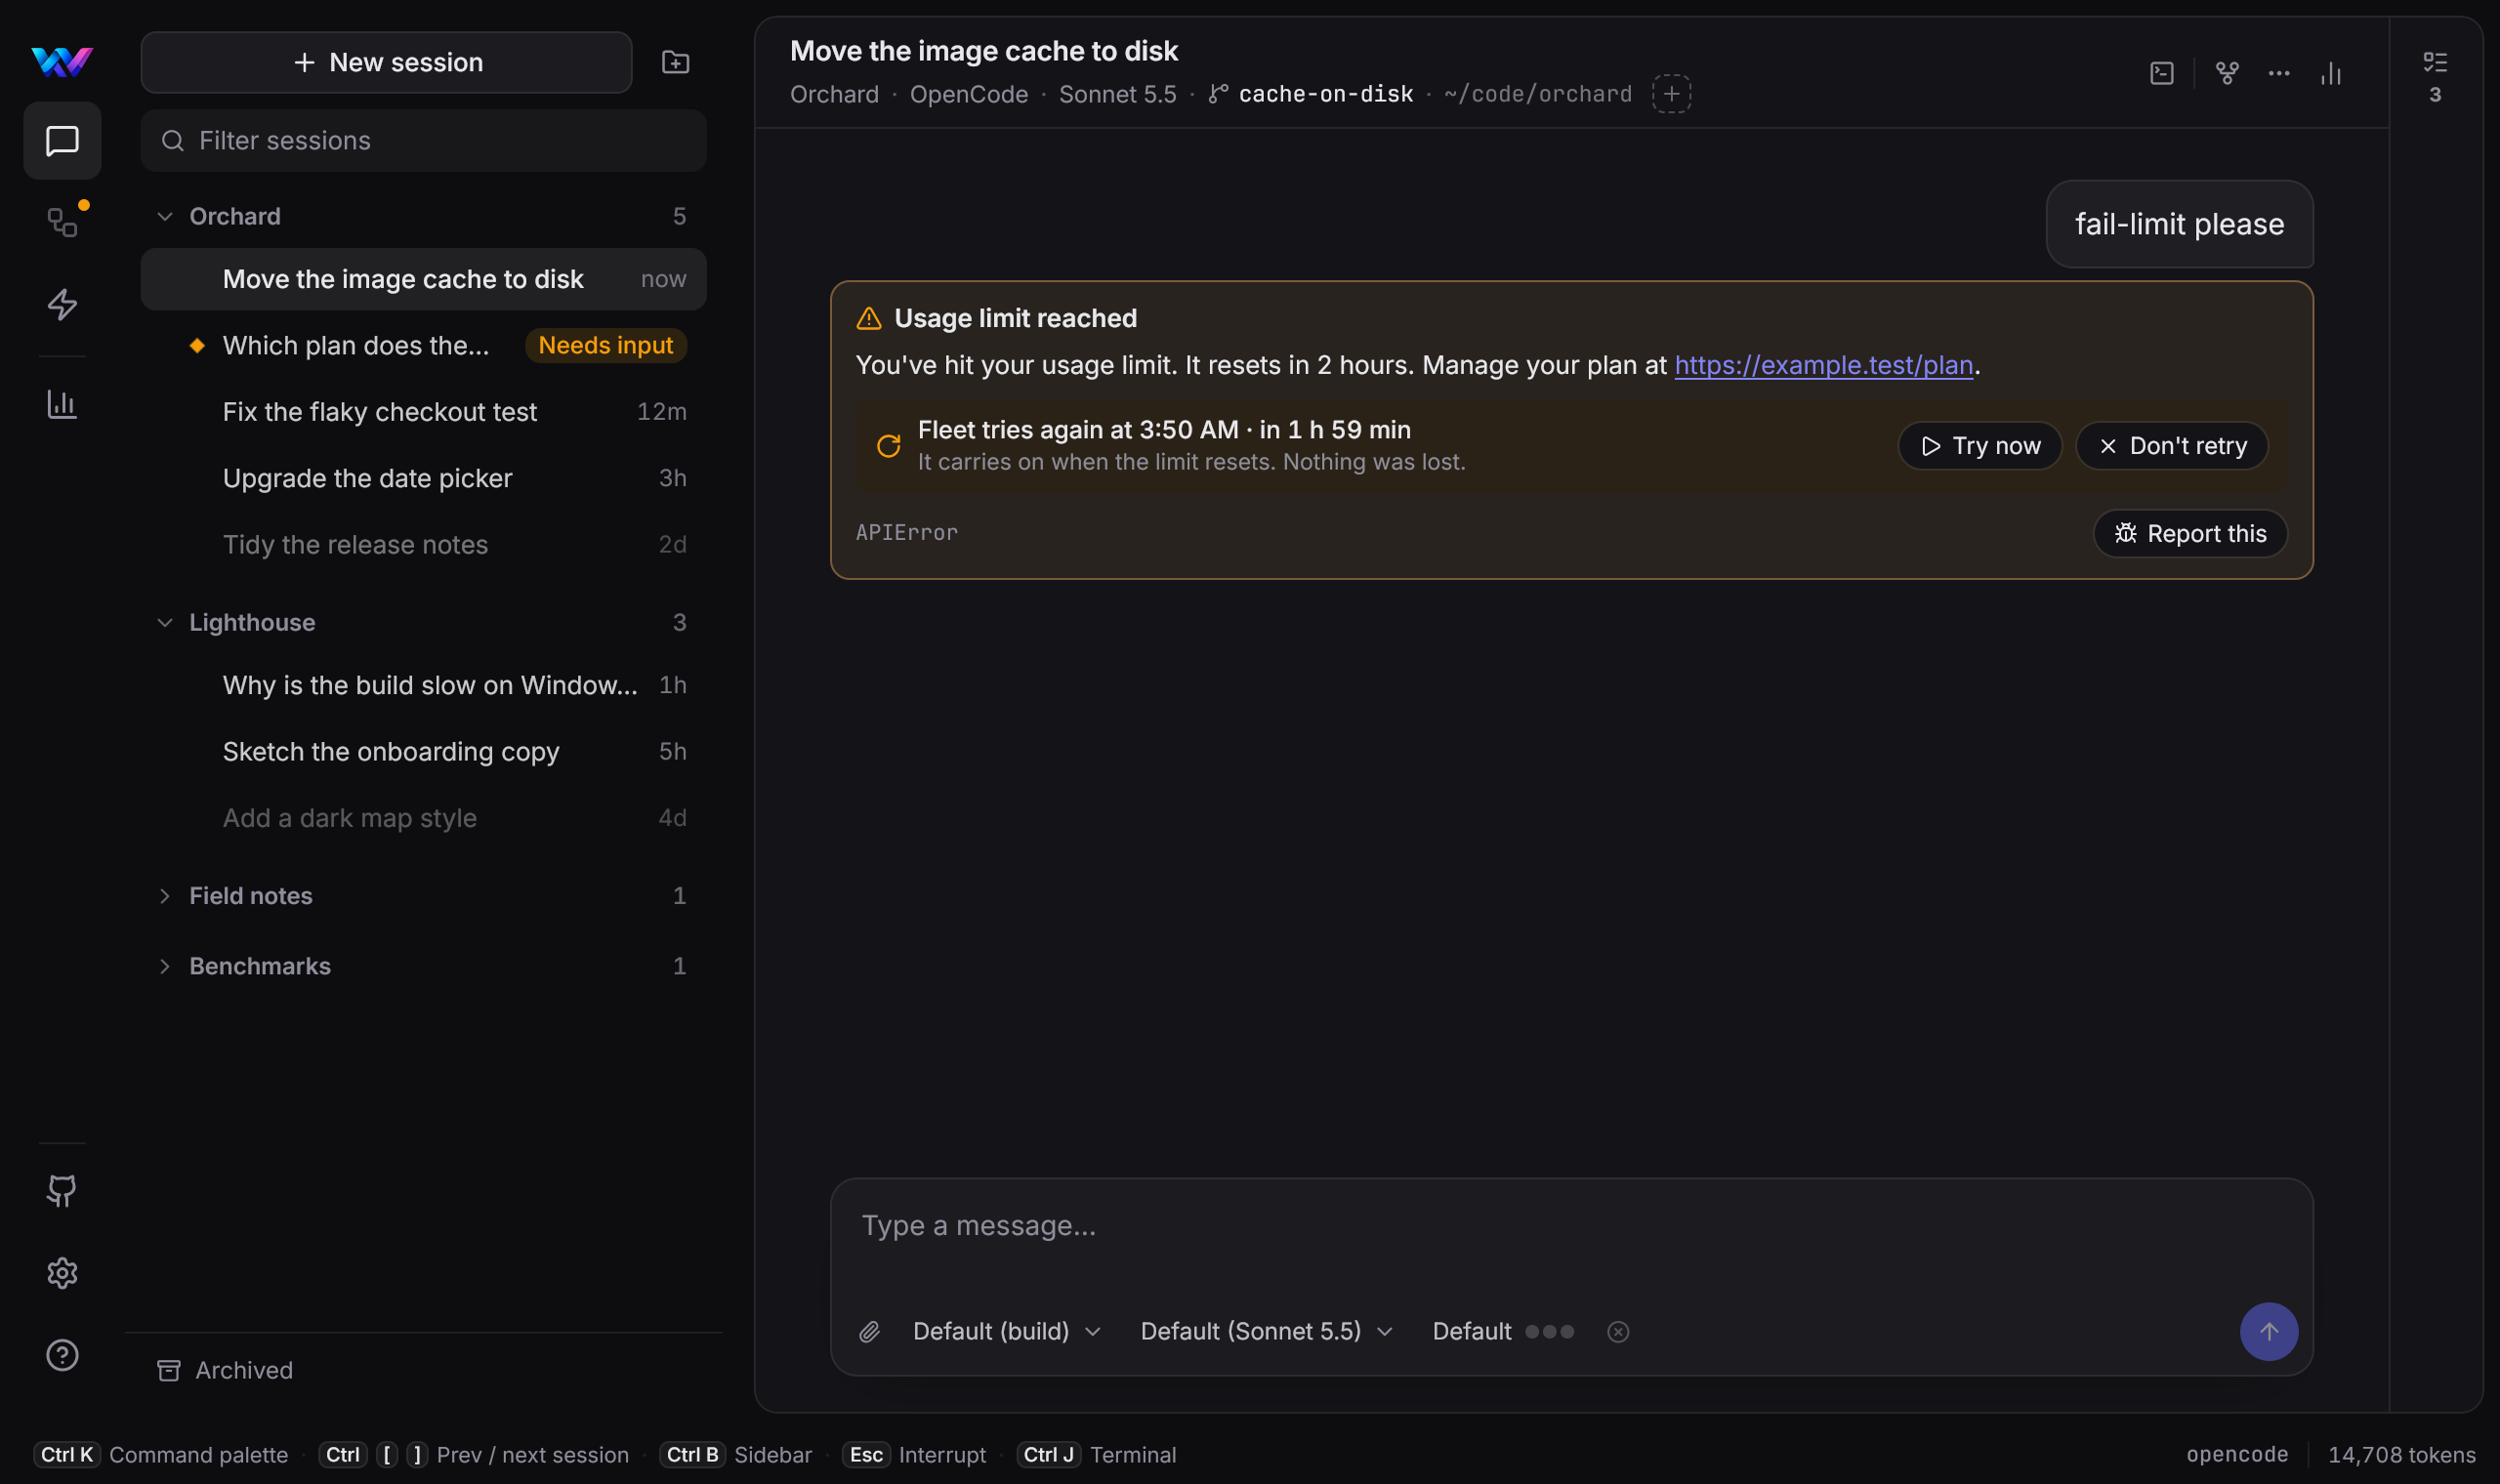 New session
Filter sessions
Orchard 5
Move the image cache to disk now
Which plan does the... Needs input
Fix the flaky checkout test 12m
Upgrade the date picker 3h
Tidy the release notes 2d
Lighthouse 3
Why is the build slow on Window... 1h
Sketch the onboarding copy 5h
Add a dark map style 4d
Field notes 1
Benchmarks 1
Archived
Move the image cache to disk
Orchard · OpenCode · Sonnet 5.5 · cache-on-disk · ~/code/orchard
3
fail-limit please
Usage limit reached
You've hit your usage limit. It resets in 2 hours. Manage your plan at https://example.test/plan.
Fleet tries again at 3:50 AM · in 1 h 59 min
It carries on when the limit resets. Nothing was lost.
Try now
Don't retry
APIError
Report this
Type a message...
Default (build) Default (Sonnet 5.5) Default
Ctrl K Command palette · Ctrl [ ] Prev / next session · Ctrl B Sidebar · Esc Interrupt · Ctrl J Terminal
opencode 14,708 tokens